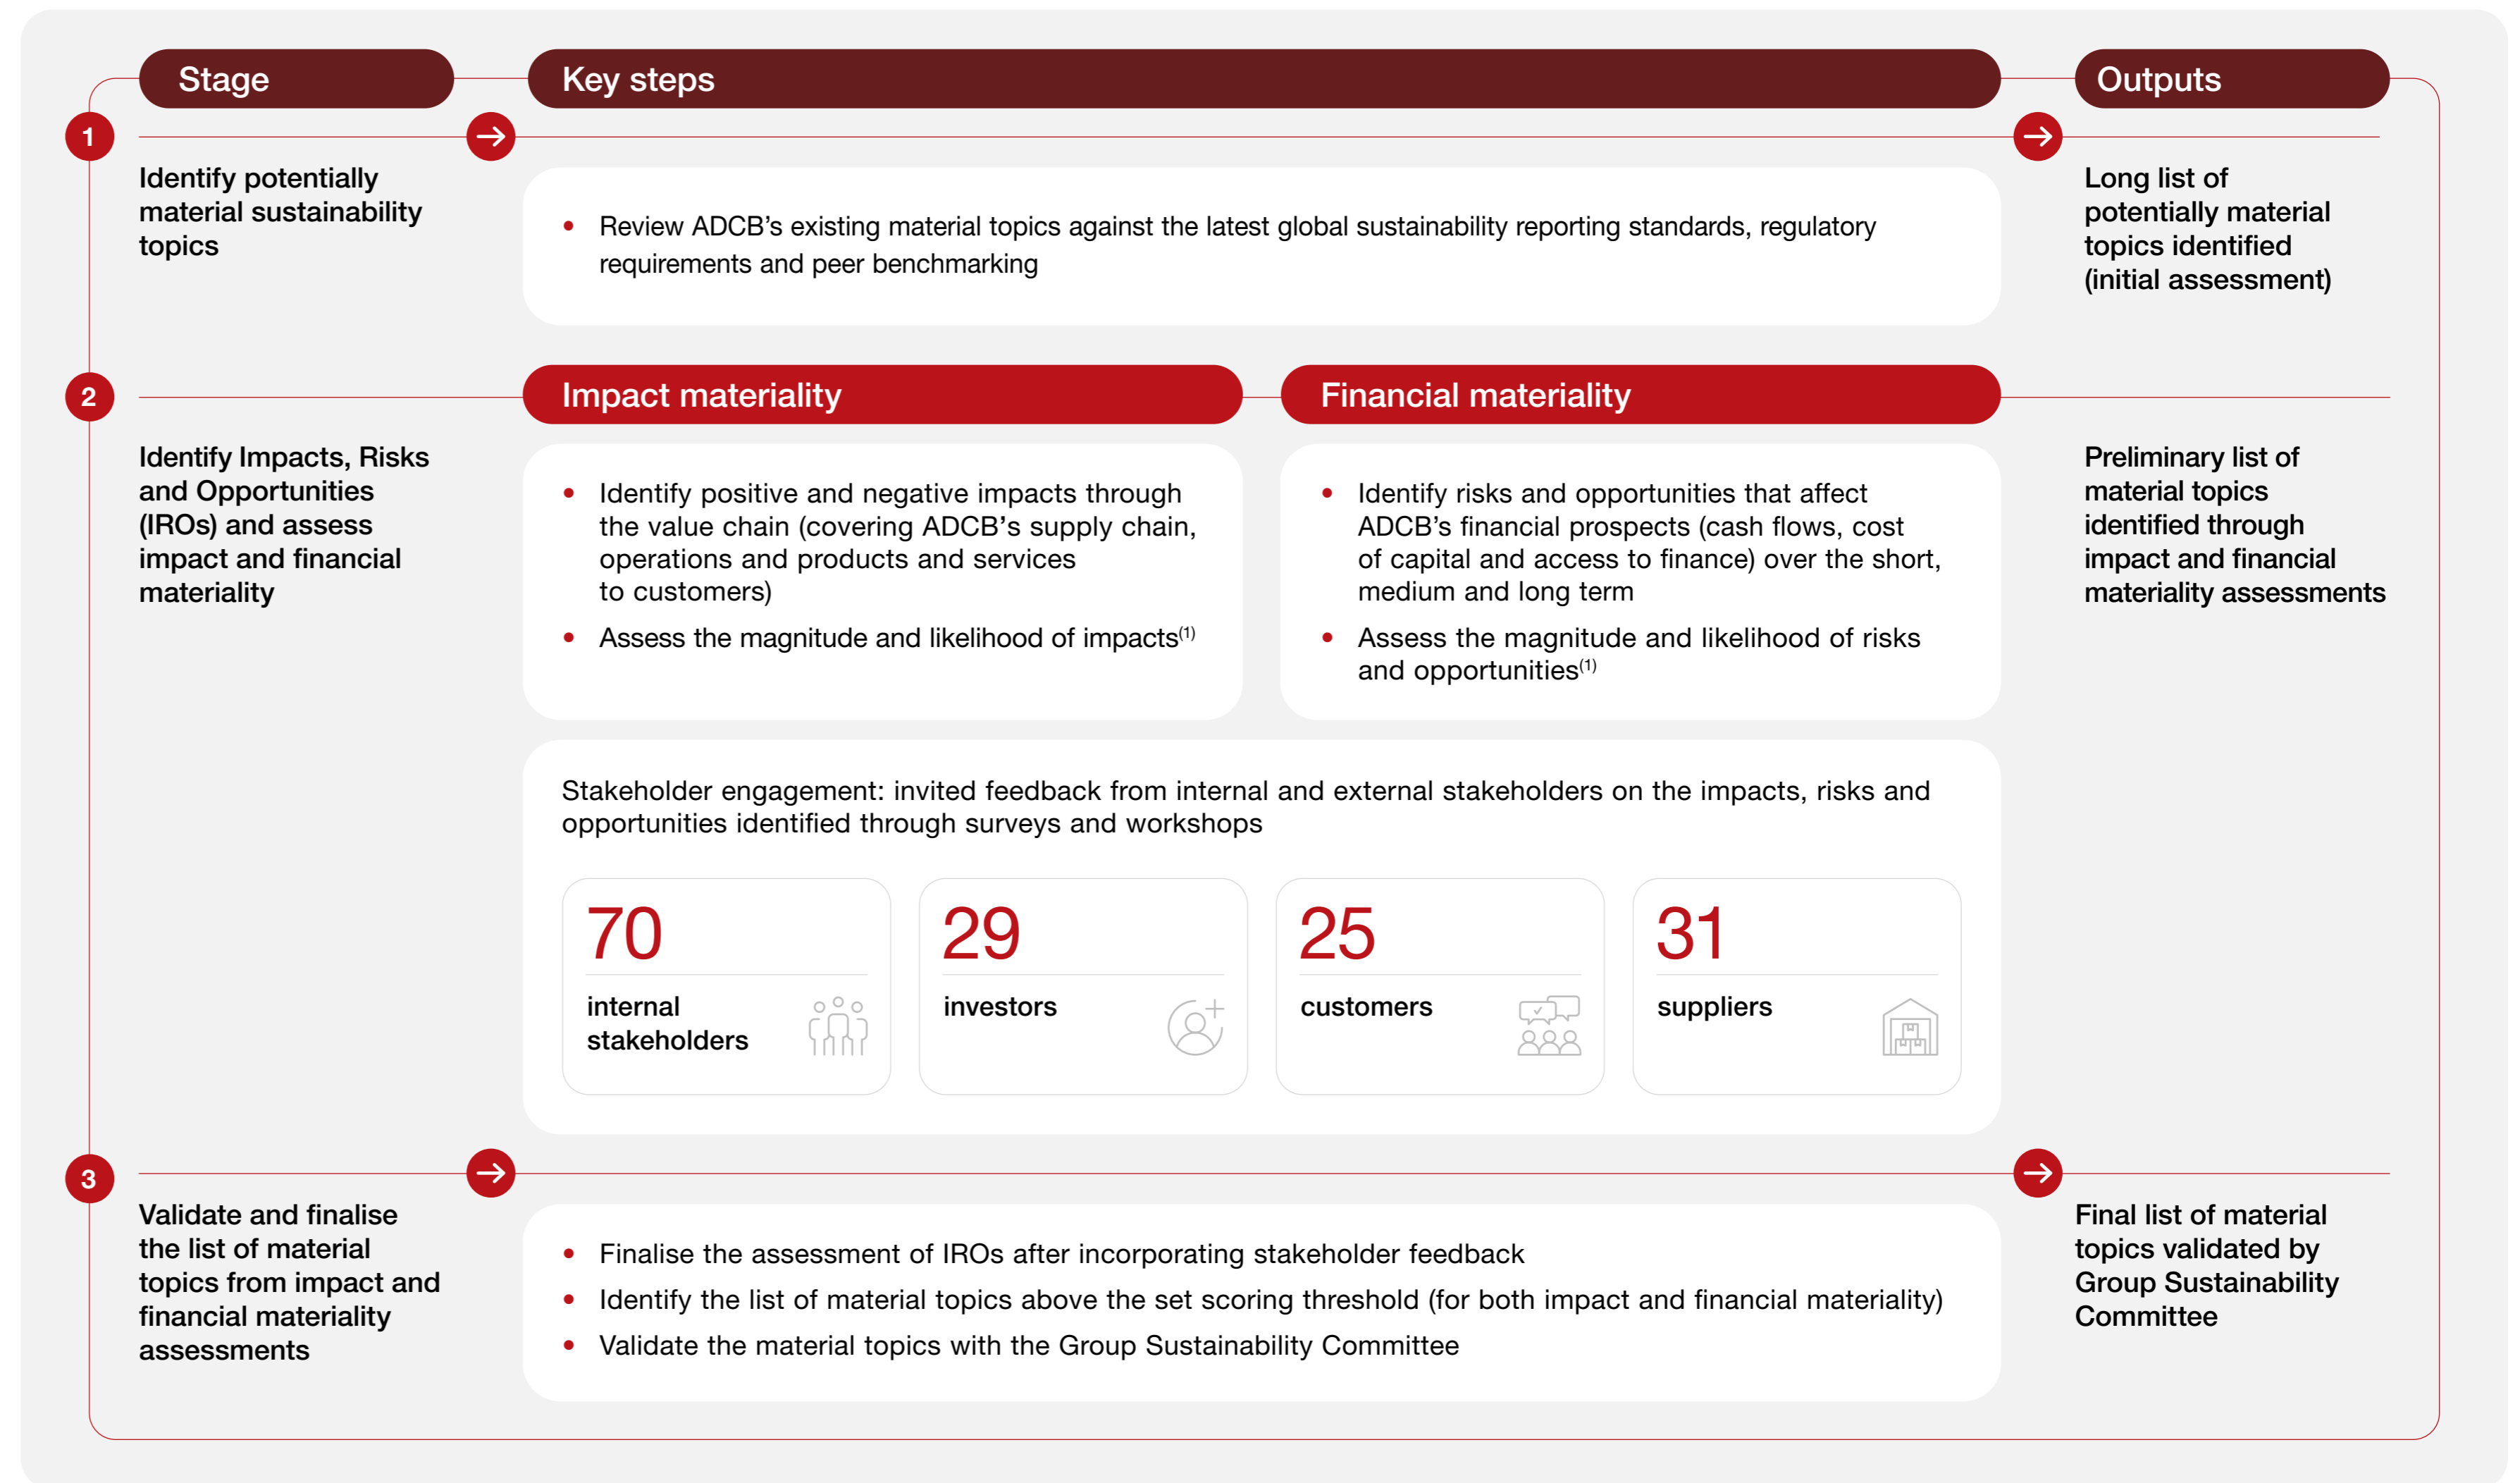 Stage
Key steps
Outputs
1
Identify potentially
material sustainability
topics
• Review ADCB’s existing material topics against the latest global sustainability reporting standards, regulatory
requirements and peer benchmarking
Long list of
potentially material
topics identified
(initial assessment)
2
Impact materiality
Financial materiality
Identify Impacts, Risks
and Opportunities
(IROs) and assess
impact and financial
materiality
• Identify positive and negative impacts through
the value chain (covering ADCB’s supply chain,
operations and products and services
to customers)
• Assess the magnitude and likelihood of impacts(1)
• Identify risks and opportunities that affect
ADCB’s financial prospects (cash flows, cost
of capital and access to finance) over the short,
medium and long term
• Assess the magnitude and likelihood of risks
and opportunities(1)
Preliminary list of
material topics
identified through
impact and financial
materiality assessments
Stakeholder engagement: invited feedback from internal and external stakeholders on the impacts, risks and
opportunities identified through surveys and workshops
70
internal
stakeholders
29
investors
25
customers
31
suppliers
3
Validate and finalise
the list of material
topics from impact and
financial materiality
assessments
• Finalise the assessment of IROs after incorporating stakeholder feedback
• Identify the list of material topics above the set scoring threshold (for both impact and financial materiality)
• Validate the material topics with the Group Sustainability Committee
Final list of material
topics validated by
Group Sustainability
Committee